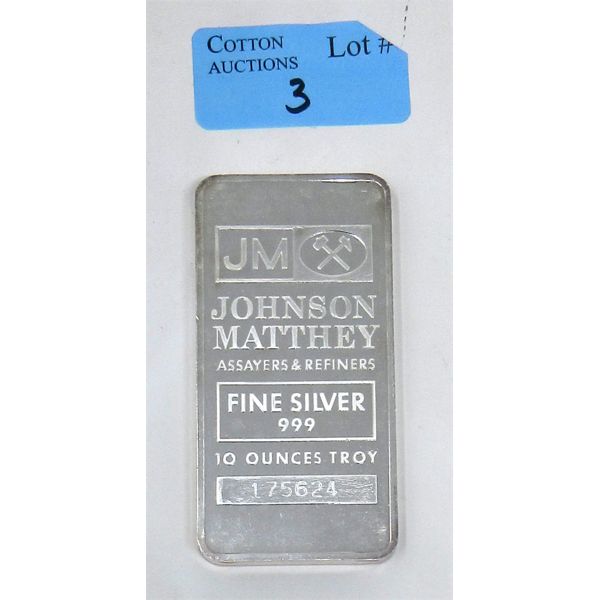 COTTON AUCTIONS
Lot #
3
JM
JOHNSON
MATTHEY
ASSAYERS & REFINERS
FINE SILVER
999
10 OUNCES TROY
175624